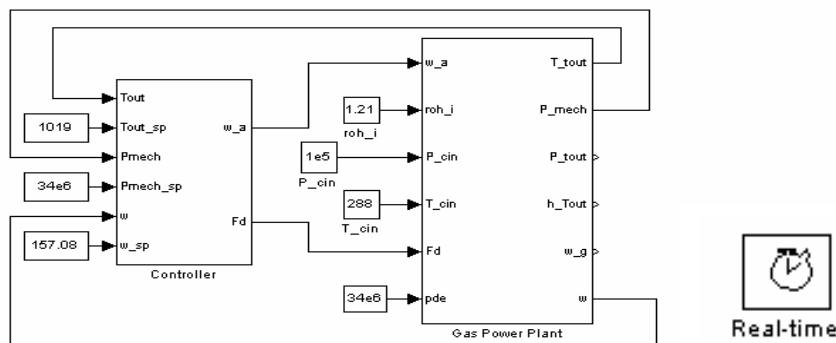 Tout
1019
Tout_sp
Pmech
34e6
Pmech_sp
w
157.08
w_sp
w_a
Fd
Controller
1.21
roh_i
1e5
P_cin
288
T_cin
34e6
w_a
roh_i
P_cin
T_cin
Fd
pde
T_tout
P_mech
P_tout
h_Tout
w_g
w
Gas Power Plant
Real-time